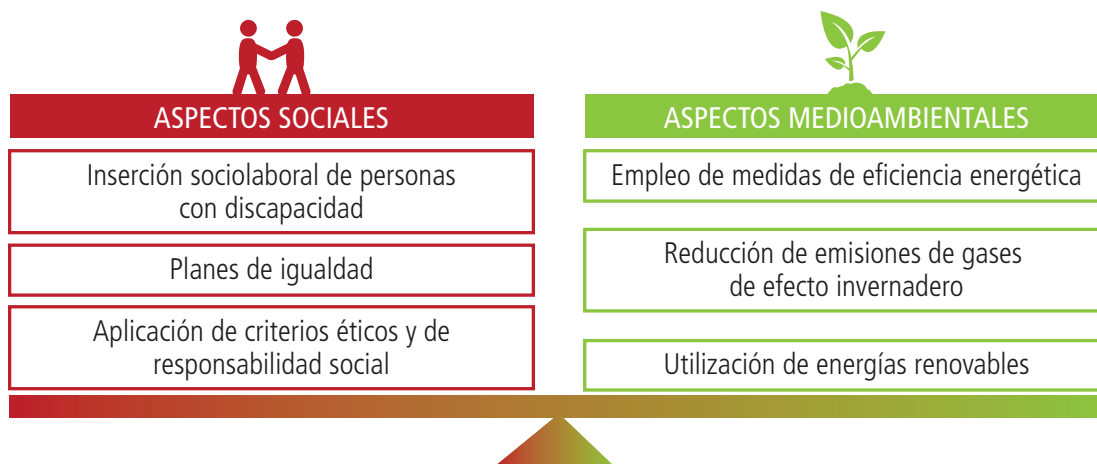 ASPECTOS SOCIALES
Inserción sociolaboral de personas
con discapacidad
Planes de igualdad
Aplicación de criterios éticos y de
responsabilidad social
ASPECTOS MEDIOAMBIENTALES
Empleo de medidas de eficiencia energética
Reducción de emisiones de gases
de efecto invernadero
Utilización de energías renovables